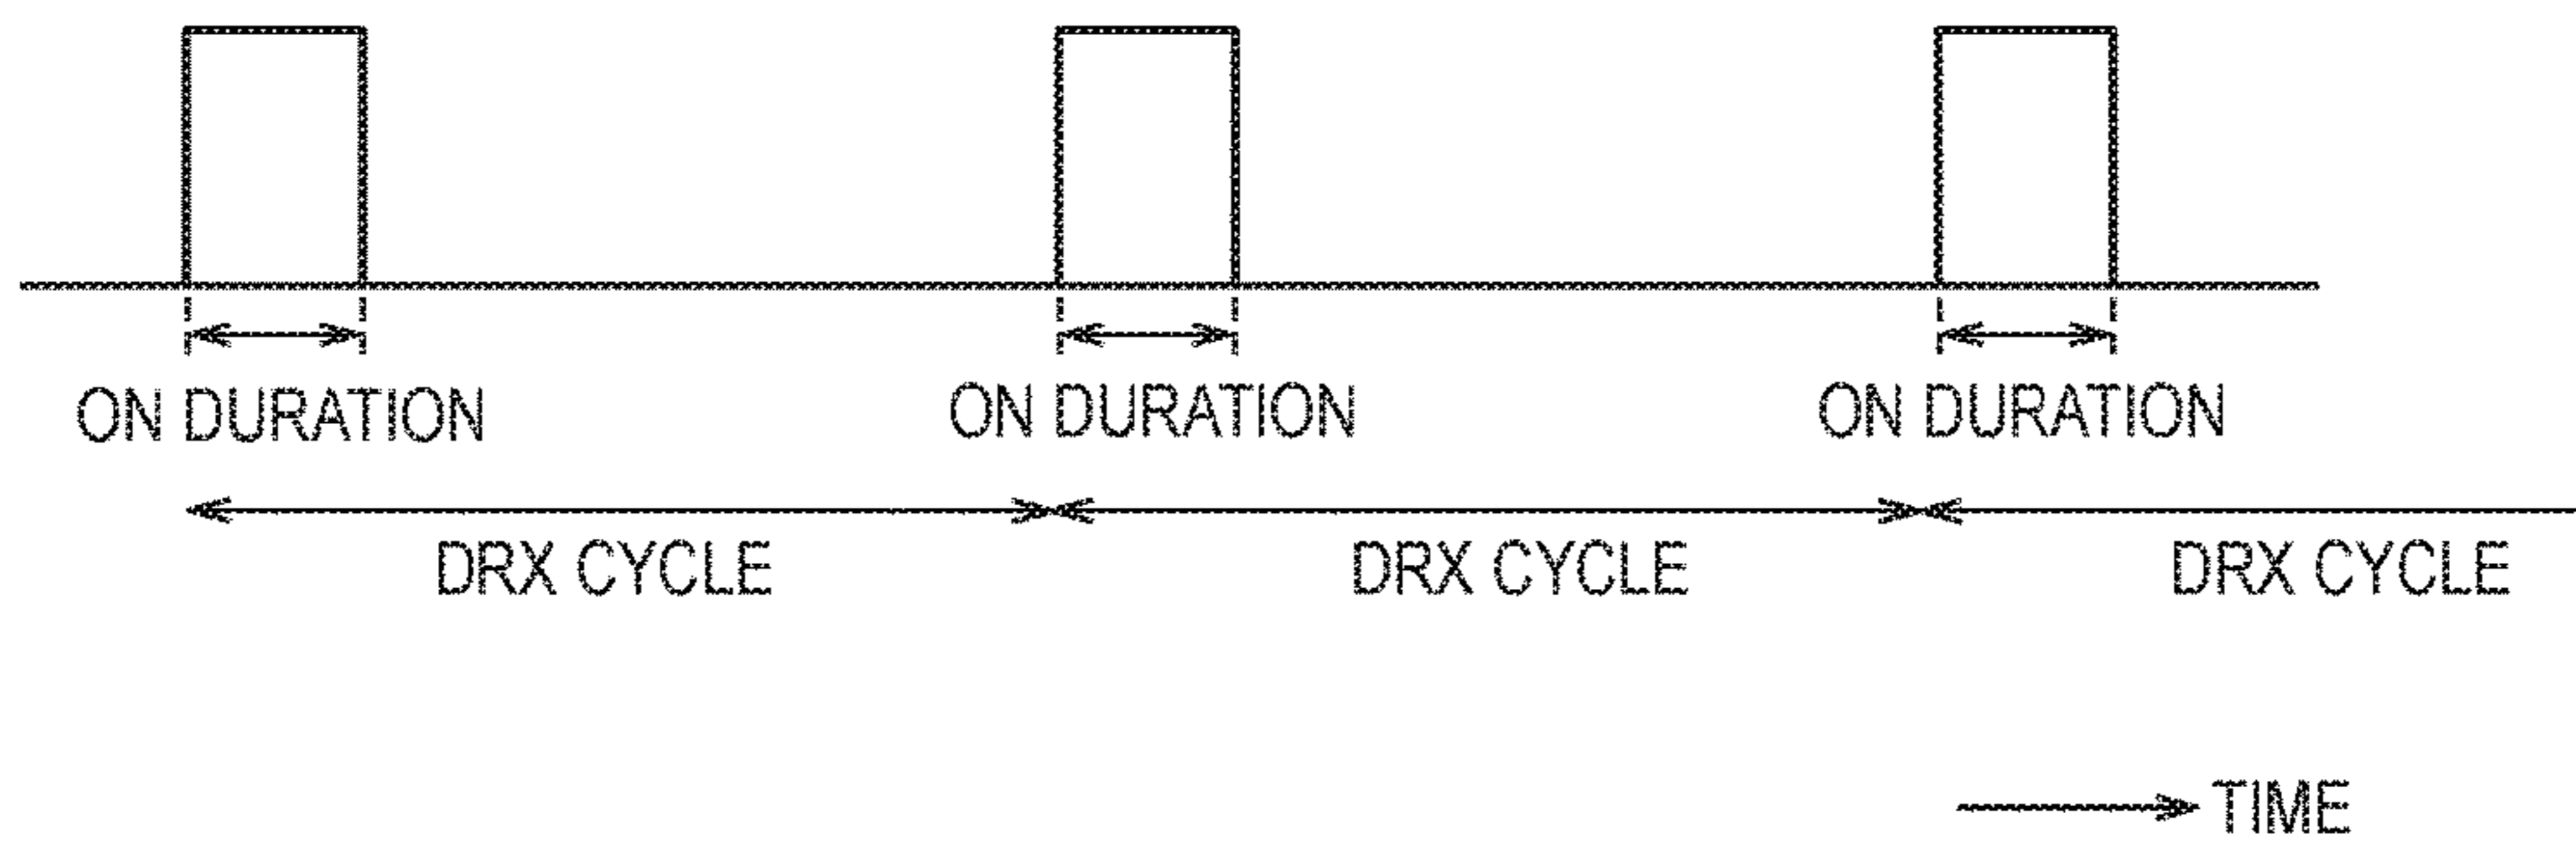 ON DURATION ON DURATION ON DURATION
DRX CYCLE DRX CYCLE DRX CYCLE
TIME